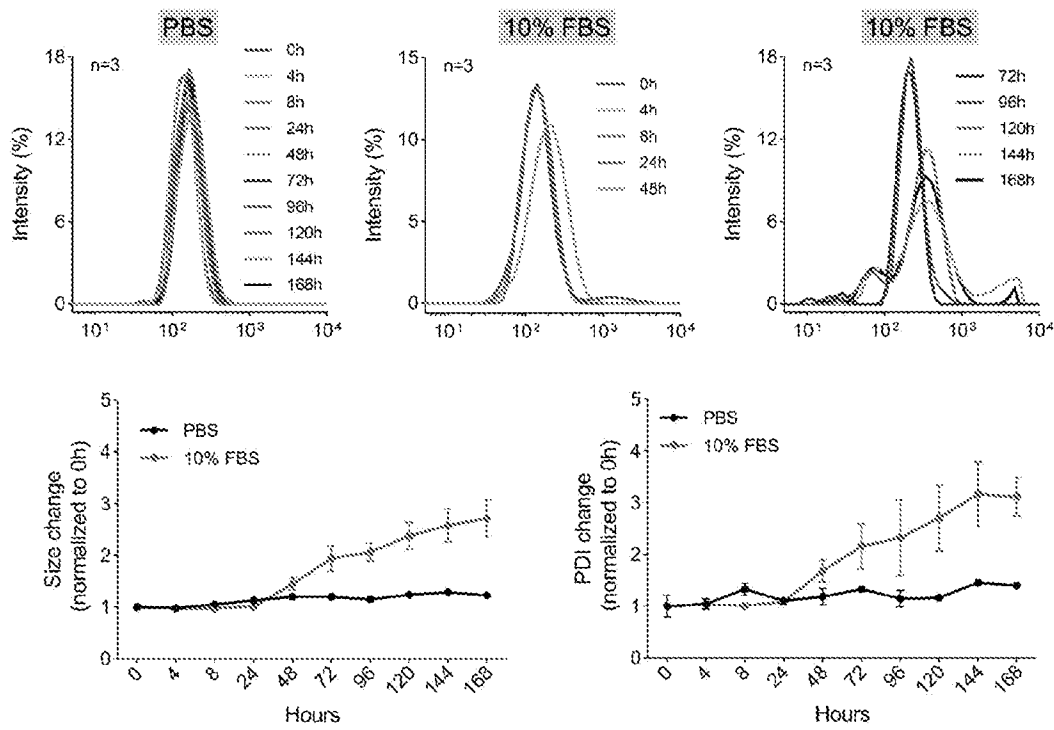 PBS
10% FBS
10% FBS
18
12
6
0
Intensity (%)
n=3
0h
4h
8h
24h
48h
72h
96h
120h
144h
168h
10¹ 10² 10³ 10⁴
15
10
5
0
Intensity (%)
n=3
0h
4h
8h
24h
48h
10¹ 10² 10³ 10⁴
18
12
6
0
Intensity (%)
n=3
72h
96h
120h
144h
168h
10¹ 10² 10³ 10⁴
5
4
3
2
1
0
Size change
(normalized to 0h)
PBS
10% FBS
0 4 8 24 48 72 96 120 144 168
Hours
5
4
3
2
1
0
PDI change
(normalized to 0h)
PBS
10% FBS
0 4 8 24 48 72 96 120 144 168
Hours